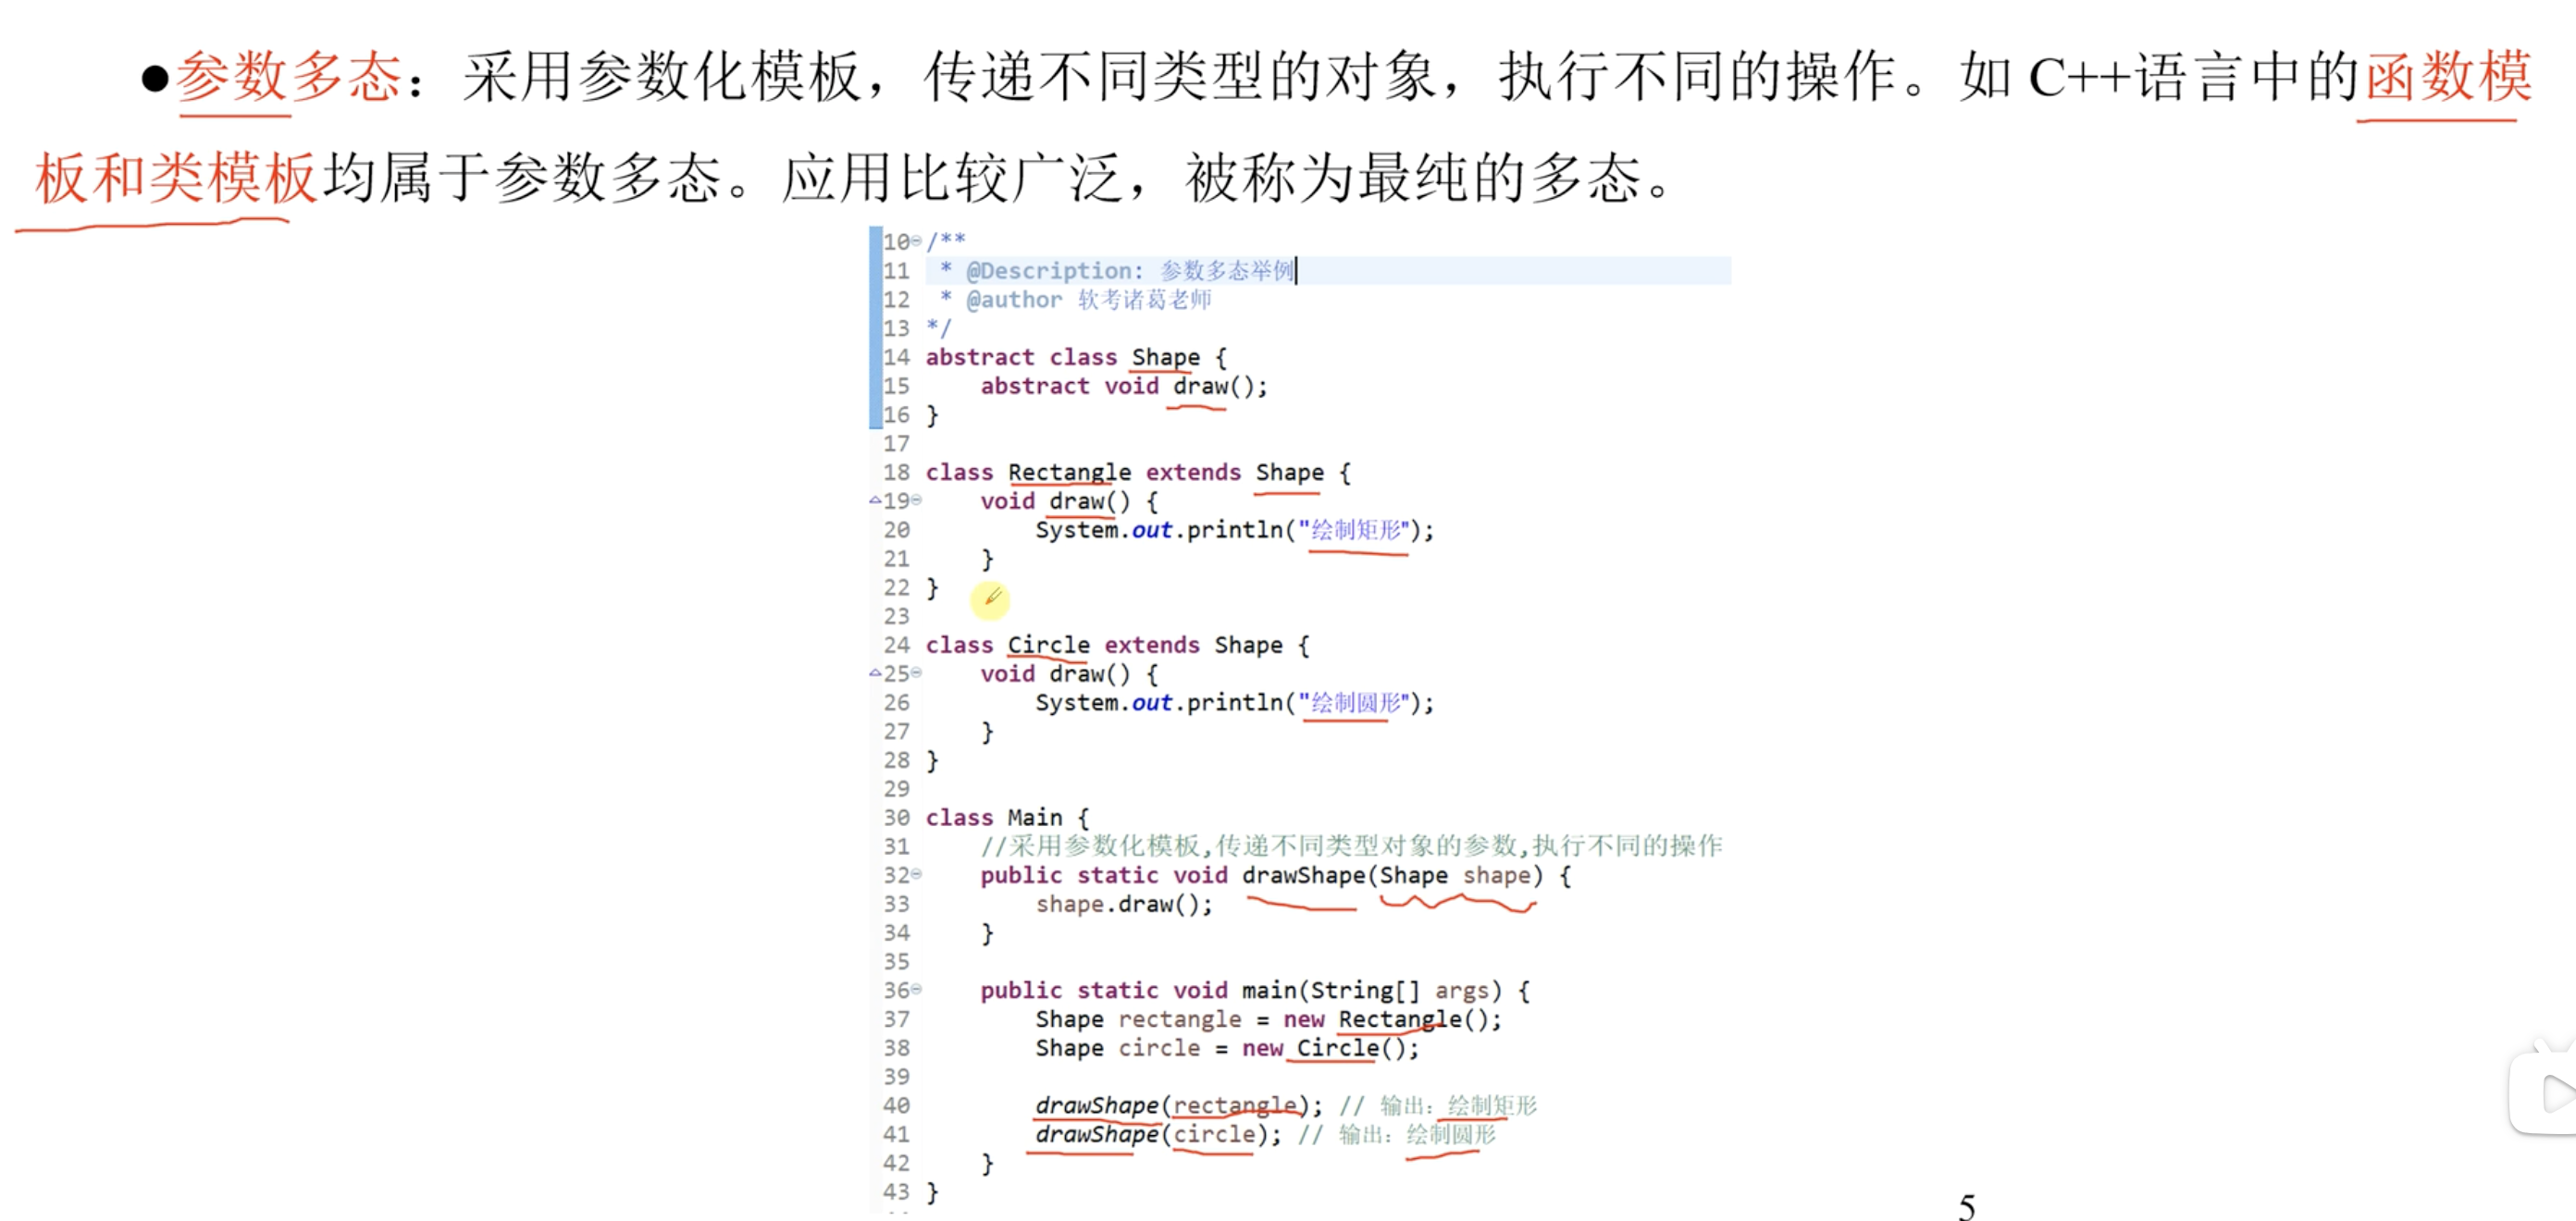 ●参数多态：采用参数化模板，传递不同类型的对象，执行不同的操作。如 C++语言中的函数模
板和类模板均属于参数多态。应用比较广泛，被称为最纯的多态。
10 /**
11  * @Description: 参数多态举例
12  * @author 软考诸葛老师
13 */
14 abstract class Shape {
15     abstract void draw();
16 }
17
18 class Rectangle extends Shape {
19     void draw() {
20         System.out.println("绘制矩形");
21     }
22 }
23
24 class Circle extends Shape {
25     void draw() {
26         System.out.println("绘制圆形");
27     }
28 }
29
30 class Main {
31     //采用参数化模板,传递不同类型对象的参数,执行不同的操作
32     public static void drawShape(Shape shape) {
33         shape.draw();
34     }
35
36     public static void main(String[] args) {
37         Shape rectangle = new Rectangle();
38         Shape circle = new Circle();
39
40         drawShape(rectangle); // 输出: 绘制矩形
41         drawShape(circle); // 输出: 绘制圆形
42     }
43 }
5